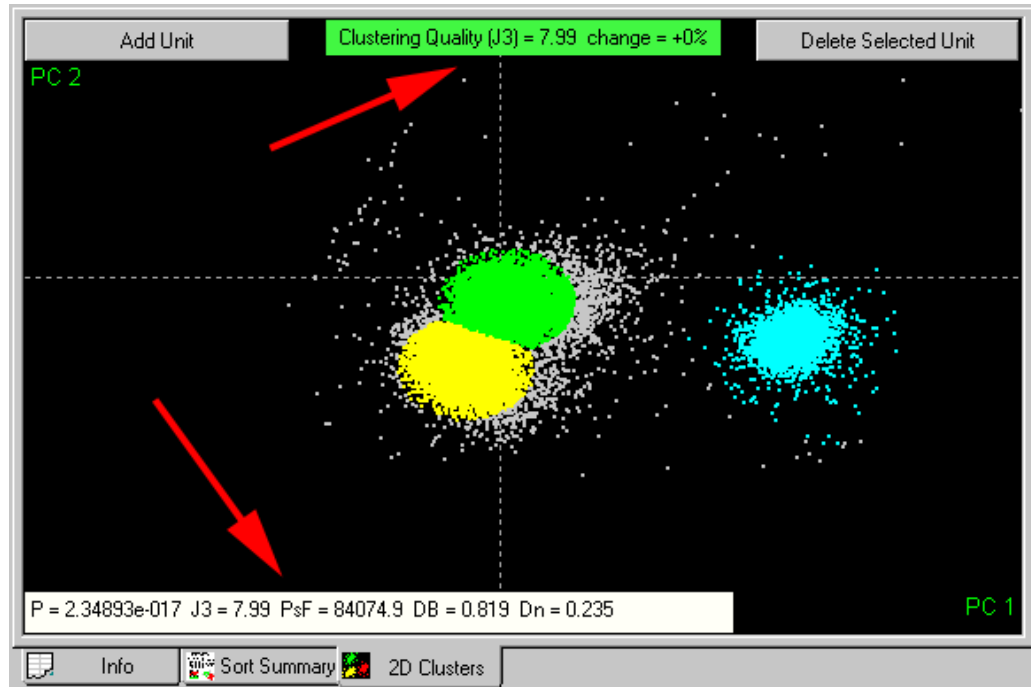 Add Unit
Clustering Quality (J3) = 7.99 change = +0%
Delete Selected Unit
PC 2
P = 2.34893e-017 J3 = 7.99 PsF = 84074.9 DB = 0.819 Dn = 0.235
PC 1
Info
Sort Summary
2D Clusters